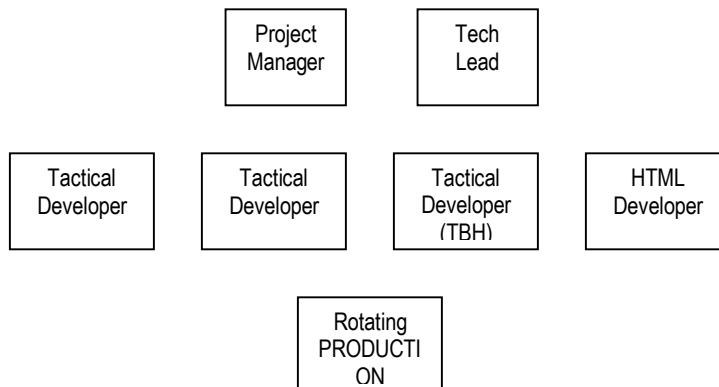 Project
Manager
Tech
Lead
Tactical
Developer
Tactical
Developer
Tactical
Developer
(TBH)
HTML
Developer
Rotating
PRODUCTI
ON